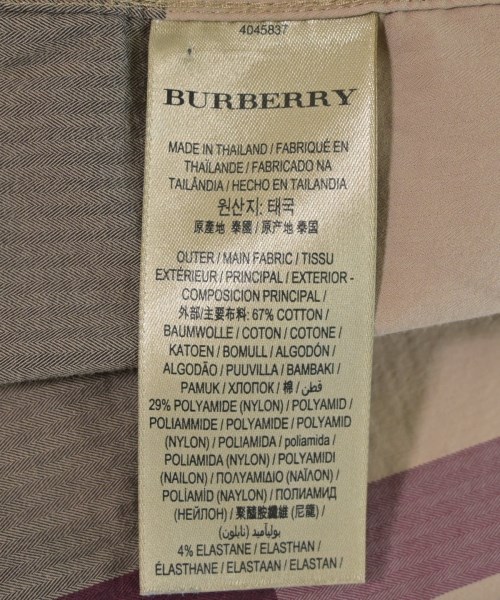 4045837
BURBERRY
MADE IN THAILAND / FABRIQUÉ EN
THAÏLANDE / FABRICADO NA
TAILÂNDIA / HECHO EN TAILANDIA
원산지: 태국
原產地 泰國 / 原产地 泰国
OUTER / MAIN FABRIC / TISSU
EXTÉRIEUR / PRINCIPAL / EXTERIOR -
COMPOSICION PRINCIPAL /
外部/主要布料: 67% COTTON /
BAUMWOLLE / COTON / COTONE /
KATOEN / BOMULL / ALGODÓN /
ALGODÃO / PUUVILLA / BAMBAKI /
PAMUK / ХЛОПОК / 棉 / قطن
29% POLYAMIDE (NYLON) / POLYAMID /
POLIAMMIDE / POLYAMIDE / POLYAMID
(NYLON) / POLIAMIDA / poliamida /
POLIAMIDA (NYLON) / POLYAMIDI
(NAILON) / ΠΟΛΥΑΜΙΔΙΟ (ΝΑΪΛΟΝ) /
POLÍAMÍD (NAYLON) / ПОЛИАМИД
(НЕЙЛОН) / 聚醯胺纖維 (尼龍) /
بوليأميد (نايلون)
4% ELASTANE / ELASTHAN /
ÉLASTHANE / ELASTAAN / ELASTAN /